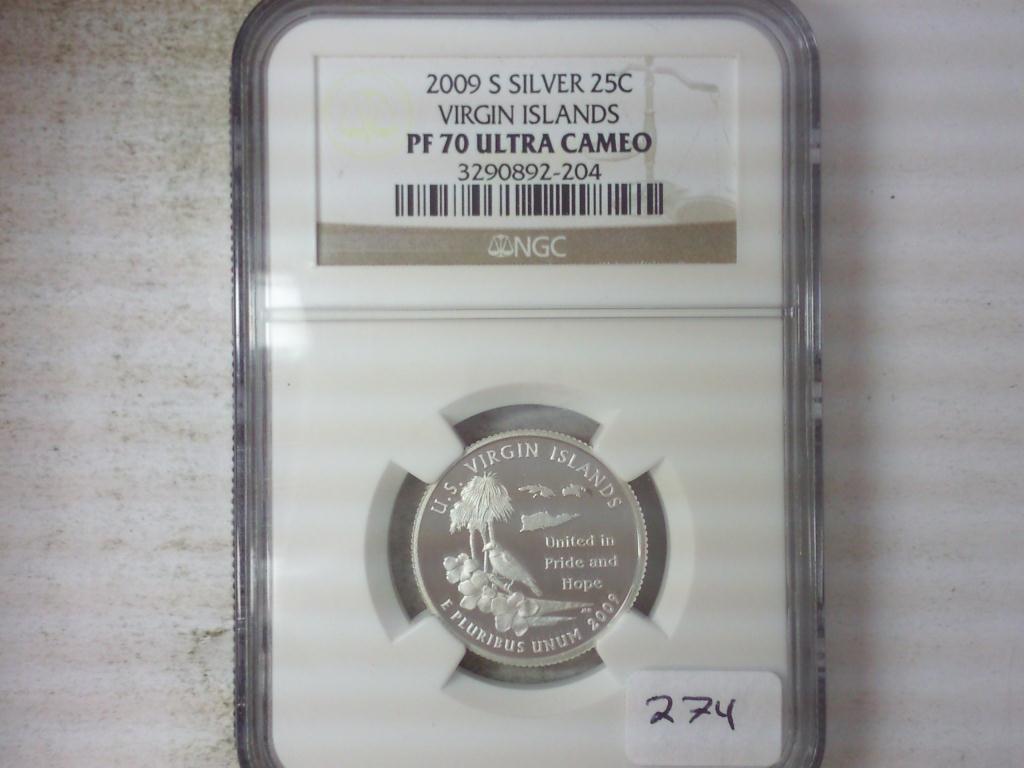 2009 S SILVER 25C
VIRGIN ISLANDS
PF 70 ULTRA CAMEO
3290892-204
NGC
U.S. VIRGIN ISLANDS
United in
Pride and
Hope
E PLURIBUS UNUM 2009
274